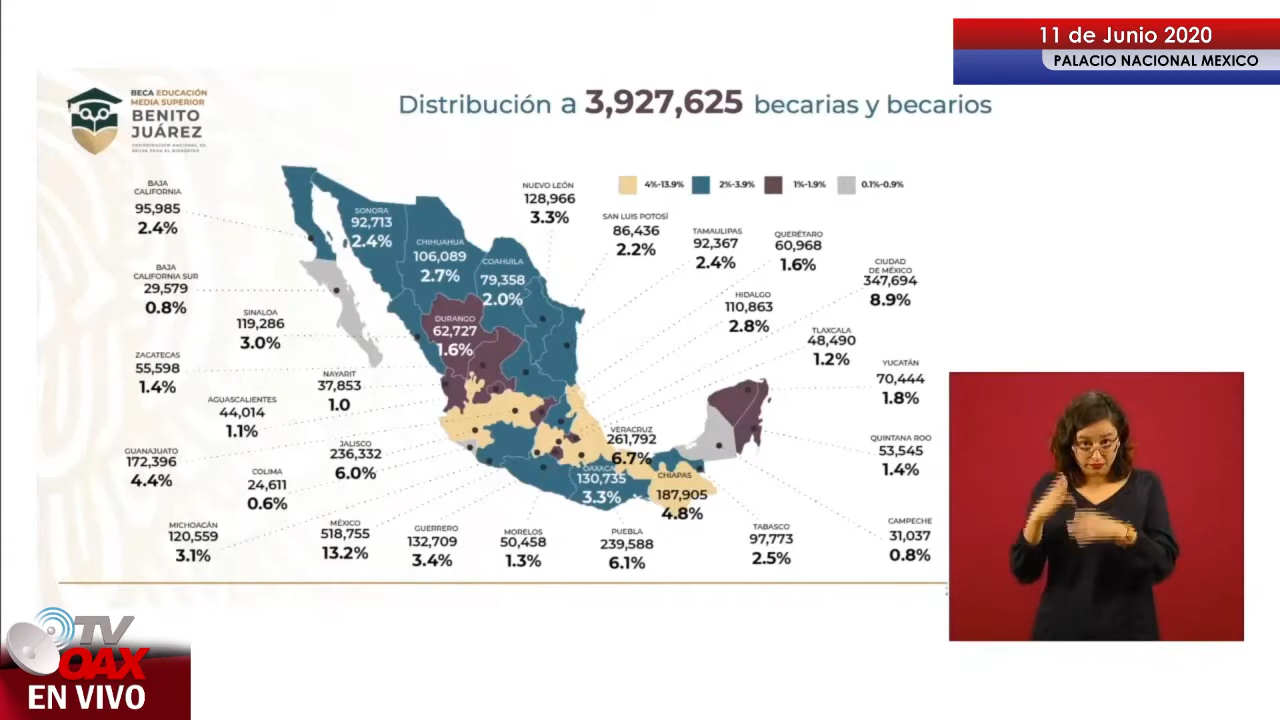 11 de Junio 2020
PALACIO NACIONAL MEXICO
BECA EDUCACIÓN
MEDIA SUPERIOR
BENITO
JUÁREZ
COORDINACIÓN NACIONAL DE
BECAS PARA EL BIENESTAR
Distribución a 3,927,625 becarias y becarios
4%-13.9%
2%-3.9%
1%-1.9%
0.1%-0.9%
BAJA
CALIFORNIA
95,985
2.4%
SONORA
92,713
2.4%
CHIHUAHUA
106,089
2.7%
COAHUILA
79,358
2.0%
NUEVO LEÓN
128,966
3.3%
SAN LUIS POTOSÍ
86,436
2.2%
TAMAULIPAS
92,367
2.4%
QUERÉTARO
60,968
1.6%
CIUDAD
DE MÉXICO
347,694
8.9%
BAJA
CALIFORNIA SUR
29,579
0.8%
SINALOA
119,286
3.0%
DURANGO
62,727
1.6%
HIDALGO
110,863
2.8%
TLAXCALA
48,490
1.2%
ZACATECAS
55,598
1.4%
NAYARIT
37,853
1.0
YUCATÁN
70,444
1.8%
AGUASCALIENTES
44,014
1.1%
JALISCO
236,332
6.0%
VERACRUZ
261,792
6.7%
QUINTANA ROO
53,545
1.4%
GUANAJUATO
172,396
4.4%
COLIMA
24,611
0.6%
OAXACA
130,735
3.3%
CHIAPAS
187,905
4.8%
MICHOACÁN
120,559
3.1%
MÉXICO
518,755
13.2%
GUERRERO
132,709
3.4%
MORELOS
50,458
1.3%
PUEBLA
239,588
6.1%
TABASCO
97,773
2.5%
CAMPECHE
31,037
0.8%
TV
OAX
EN VIVO